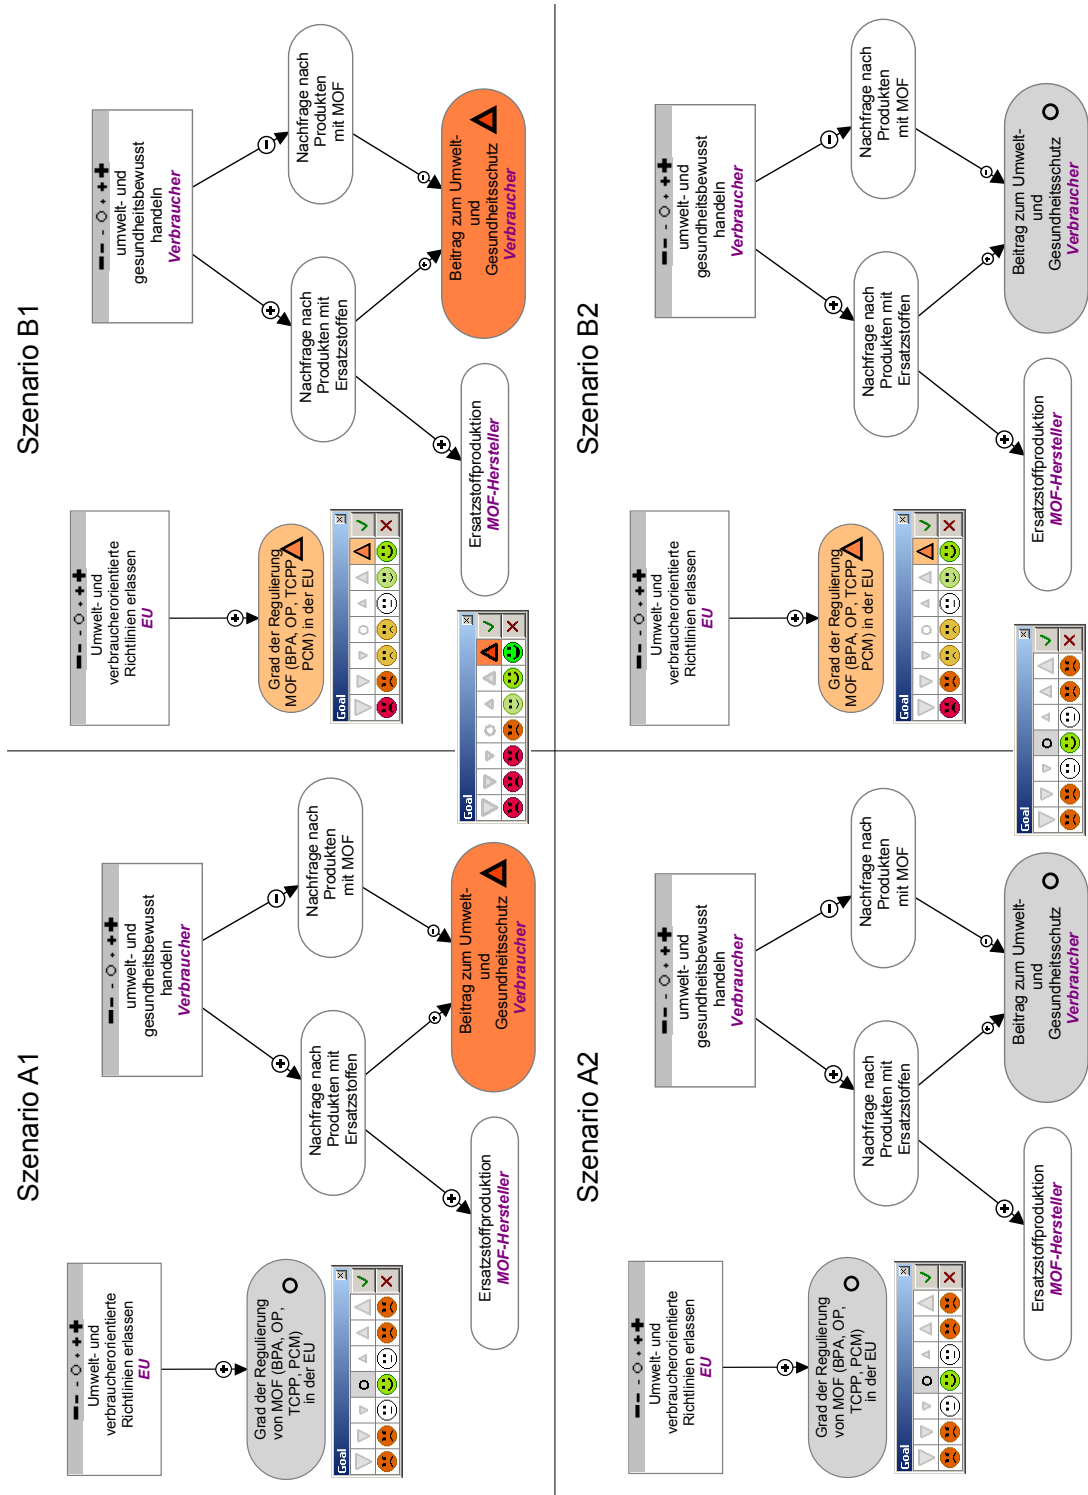 Szenario A1
Umwelt- und
verbraucherorientierte
Richtlinien erlassen
EU
Grad der Regulierung
von MOF (BPA, OP,
TCPP, PCM)
in der EU
Goal
umwelt- und
gesundheitsbewusst
handeln
Verbraucher
Nachfrage nach
Produkten mit
Ersatzstoffen
Nachfrage nach
Produkten
mit MOF
Ersatzstoffproduktion
MOF-Hersteller
Beitrag zum Umwelt-
und
Gesundheitsschutz
Verbraucher
Goal
Szenario B1
Umwelt- und
verbraucherorientierte
Richtlinien erlassen
EU
Grad der Regulierung
MOF (BPA, OP, TCPP,
PCM) in der EU
Goal
umwelt- und
gesundheitsbewusst
handeln
Verbraucher
Nachfrage nach
Produkten mit
Ersatzstoffen
Nachfrage nach
Produkten
mit MOF
Ersatzstoffproduktion
MOF-Hersteller
Beitrag zum Umwelt-
und
Gesundheitsschutz
Verbraucher
Szenario A2
Umwelt- und
verbraucherorientierte
Richtlinien erlassen
EU
Grad der Regulierung
von MOF (BPA, OP,
TCPP, PCM)
in der EU
Goal
umwelt- und
gesundheitsbewusst
handeln
Verbraucher
Nachfrage nach
Produkten mit
Ersatzstoffen
Nachfrage nach
Produkten
mit MOF
Ersatzstoffproduktion
MOF-Hersteller
Beitrag zum Umwelt-
und
Gesundheitsschutz
Verbraucher
Goal
Szenario B2
Umwelt- und
verbraucherorientierte
Richtlinien erlassen
EU
Grad der Regulierung
MOF (BPA, OP, TCPP,
PCM) in der EU
Goal
umwelt- und
gesundheitsbewusst
handeln
Verbraucher
Nachfrage nach
Produkten mit
Ersatzstoffen
Nachfrage nach
Produkten
mit MOF
Ersatzstoffproduktion
MOF-Hersteller
Beitrag zum Umwelt-
und
Gesundheitsschutz
Verbraucher